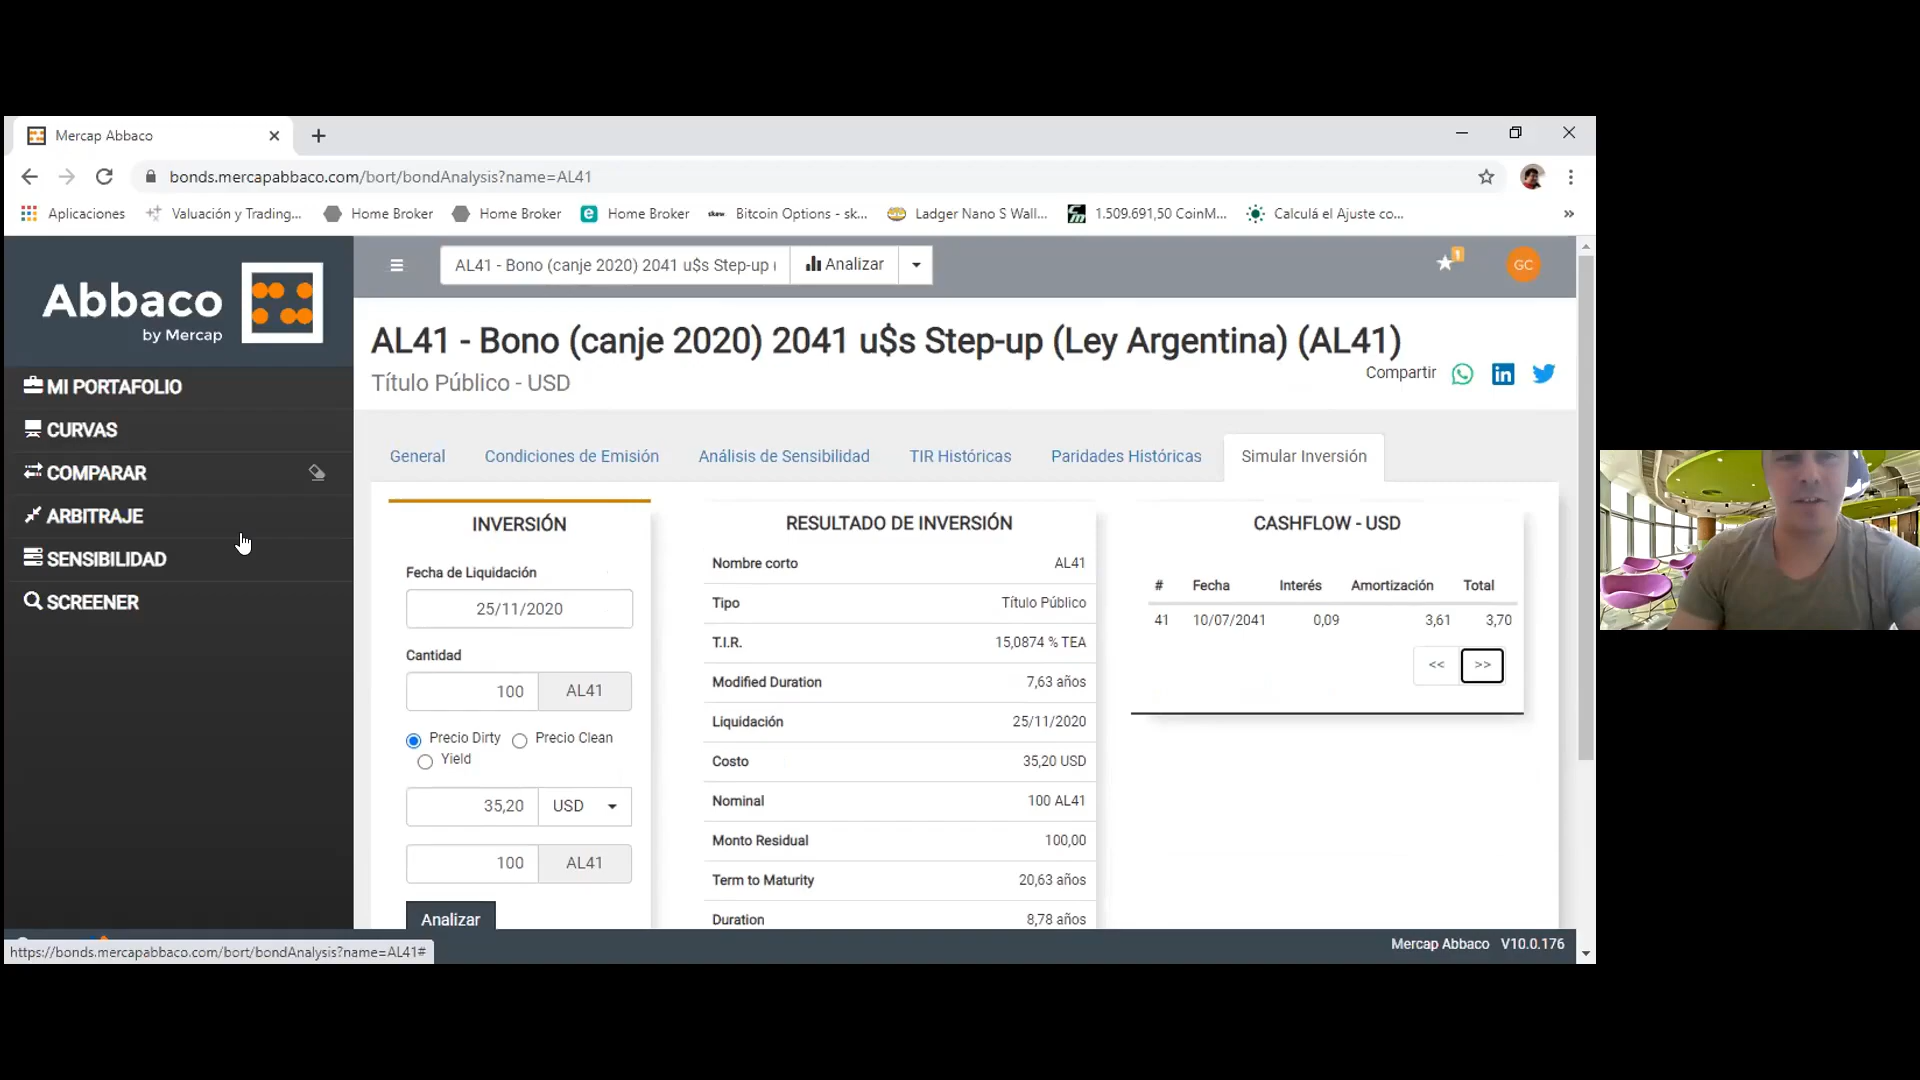 Mercap Abbaco
bonds.mercapabbaco.com/bort/bondAnalysis?name=AL41
Aplicaciones
Valuación y Trading...
Home Broker
Home Broker
Home Broker
skew
Bitcoin Options - sk...
Ladger Nano S Wall...
1.509.691,50 CoinM...
Calculá el Ajuste co...
»
Abbaco
by Mercap
MI PORTAFOLIO
CURVAS
COMPARAR
ARBITRAJE
SENSIBILIDAD
SCREENER
AL41 - Bono (canje 2020) 2041 u$s Step-up (
Analizar
1
GC
AL41 - Bono (canje 2020) 2041 u$s Step-up (Ley Argentina) (AL41)
Título Público - USD
Compartir
General
Condiciones de Emisión
Análisis de Sensibilidad
TIR Históricas
Paridades Históricas
Simular Inversión
INVERSIÓN
Fecha de Liquidación
25/11/2020
Cantidad
100 AL41
Precio Dirty
Precio Clean
Yield
35,20 USD
100 AL41
Analizar
RESULTADO DE INVERSIÓN
Nombre corto AL41
Tipo Título Público
T.I.R. 15,0874 % TEA
Modified Duration 7,63 años
Liquidación 25/11/2020
Costo 35,20 USD
Nominal 100 AL41
Monto Residual 100,00
Term to Maturity 20,63 años
Duration 8,78 años
CASHFLOW - USD
# Fecha Interés Amortización Total
41 10/07/2041 0,09 3,61 3,70
<< >>
https://bonds.mercapabbaco.com/bort/bondAnalysis?name=AL41#
Mercap Abbaco V10.0.176